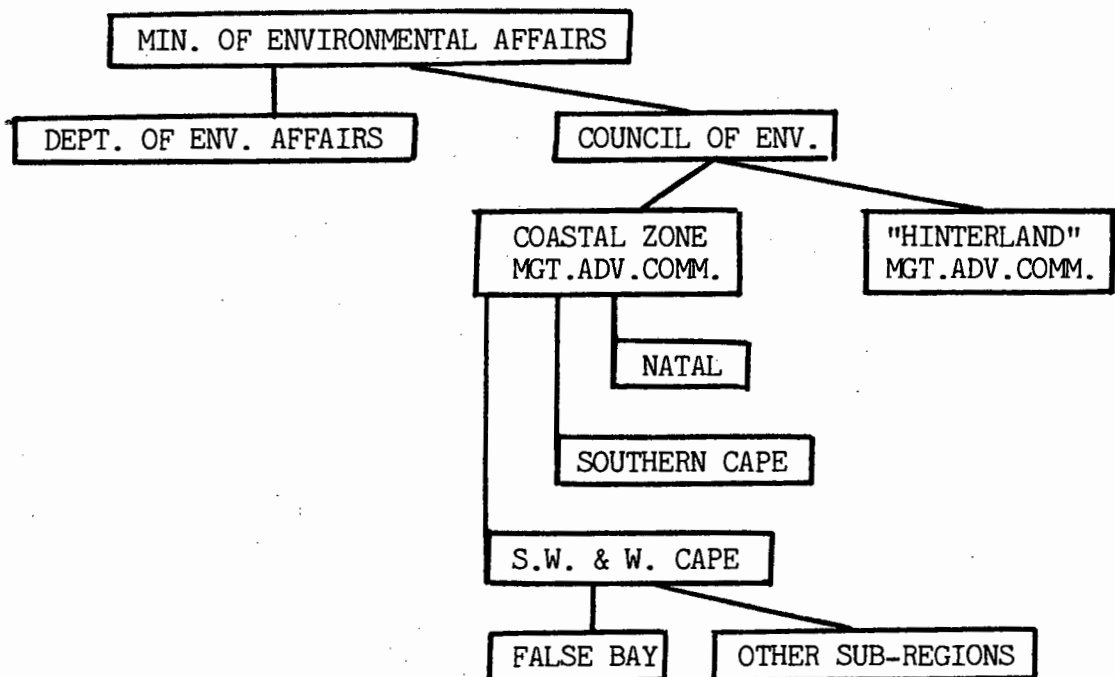 MIN. OF ENVIRONMENTAL AFFAIRS
DEPT. OF ENV. AFFAIRS
COUNCIL OF ENV.
COASTAL ZONE
MGT.ADV.COMM.
"HINTERLAND"
MGT.ADV.COMM.
NATAL
SOUTHERN CAPE
S.W. & W. CAPE
FALSE BAY
OTHER SUB-REGIONS